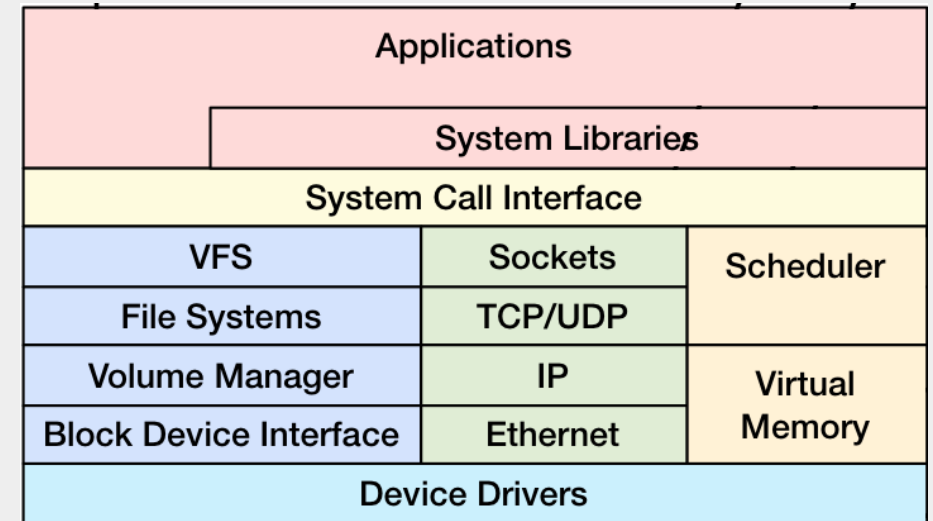 Applications
System Libraries
System Call Interface
VFS
Sockets
Scheduler
File Systems
TCP/UDP
Volume Manager
IP
Virtual
Memory
Block Device Interface
Ethernet
Device Drivers